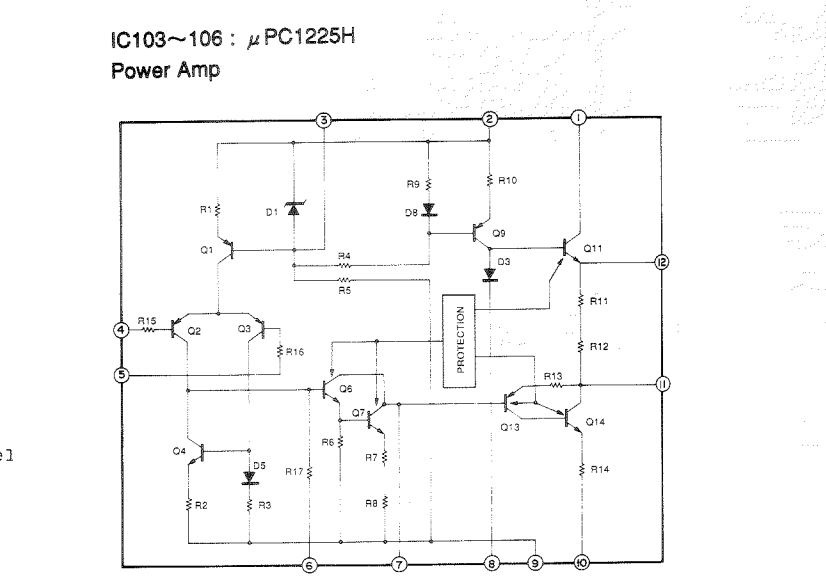 IC103～106 : μPC1225H
Power Amp
3
2
1
R9
R10
R1
D1
D8
Q1
Q9
Q11
R4
D3
12
R5
R11
R15
4
Q2
Q3
PROTECTION
R16
R12
5
R13
11
Q6
Q7
Q13
Q14
R6
Q4
D5
R17
R7
R14
R2
R3
R8
el
6
7
8
9
10